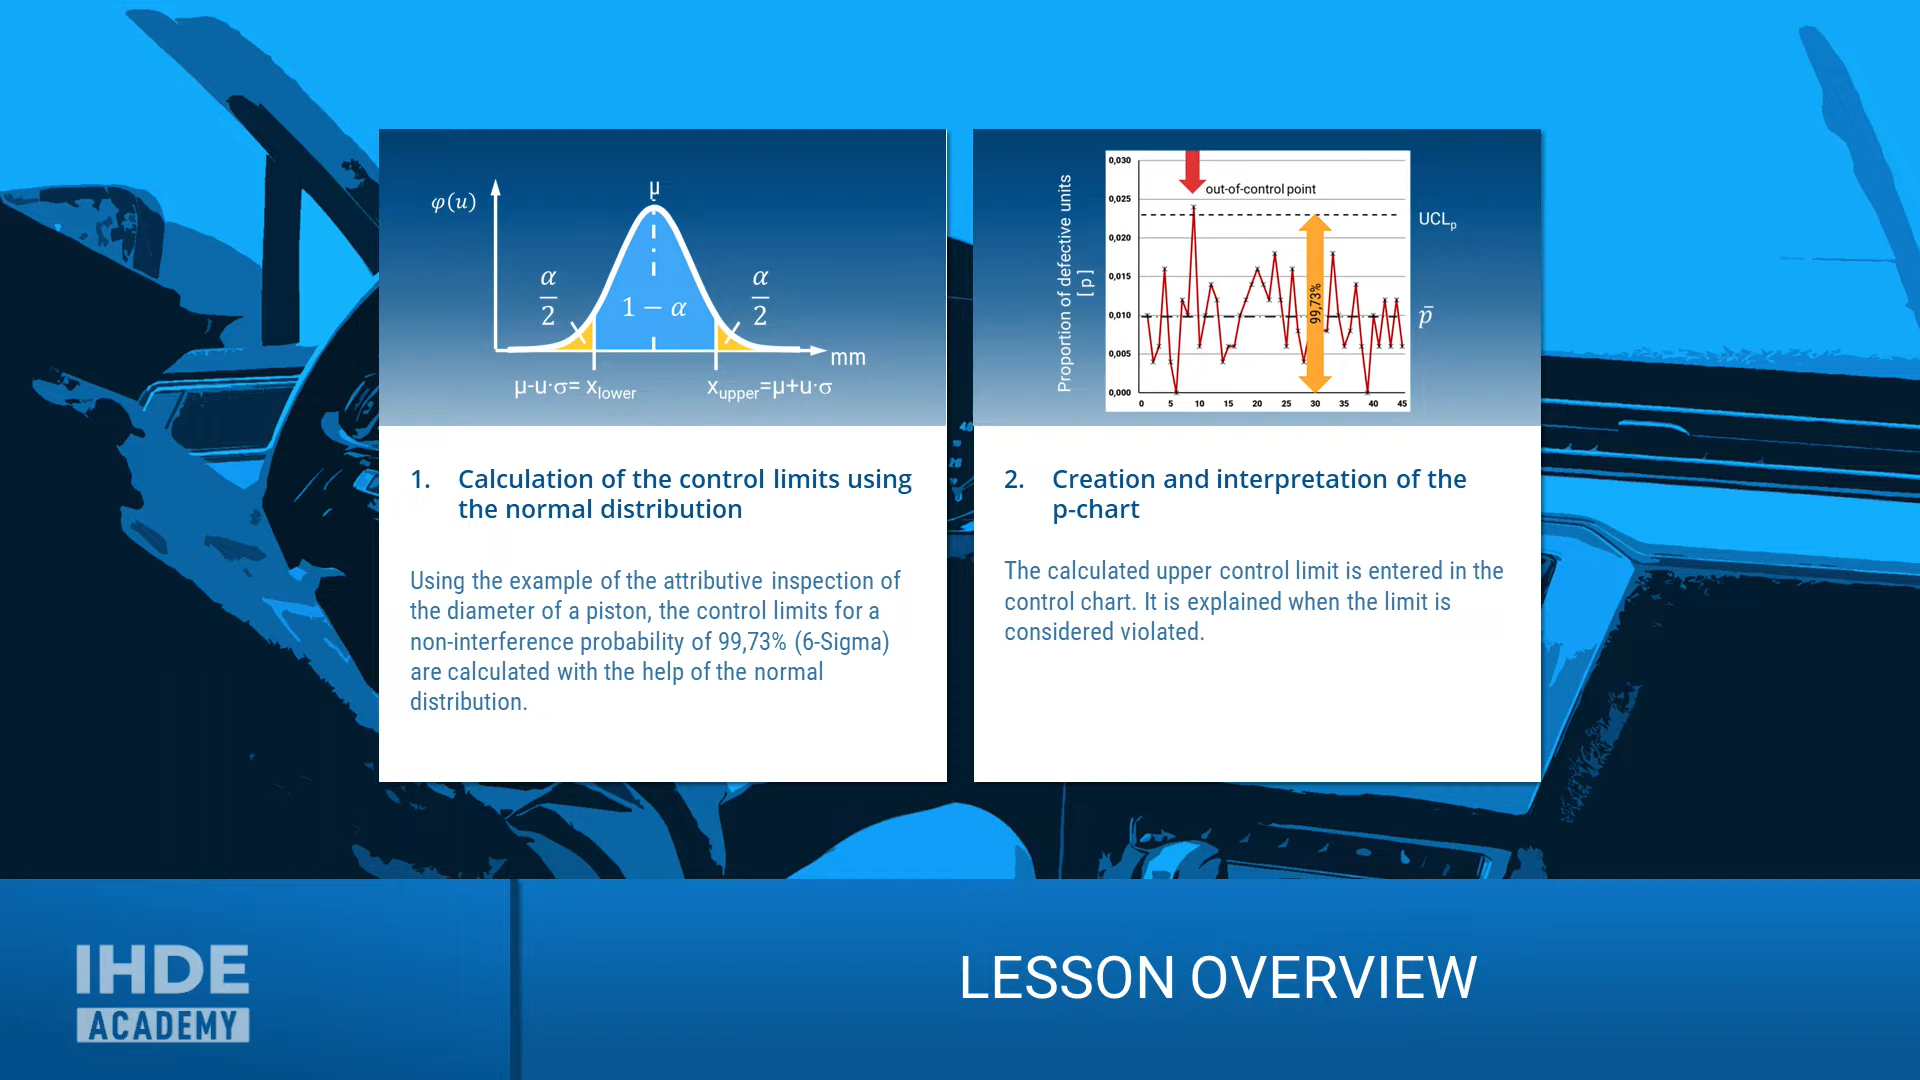 φ(u)
μ
α
2
1 − α
α
2
mm
μ-u·σ= xlower
xupper=μ+u·σ
1. Calculation of the control limits using
the normal distribution
Using the example of the attributive inspection of
the diameter of a piston, the control limits for a
non-interference probability of 99,73% (6-Sigma)
are calculated with the help of the normal
distribution.
Proportion of defective units
[ p ]
0,030
0,025
0,020
0,015
0,010
0,005
0,000
0 5 10 15 20 25 30 35 40 45
out-of-control point
99,73%
UCLp
p̄
2. Creation and interpretation of the
p-chart
The calculated upper control limit is entered in the
control chart. It is explained when the limit is
considered violated.
IHDE
ACADEMY
LESSON OVERVIEW